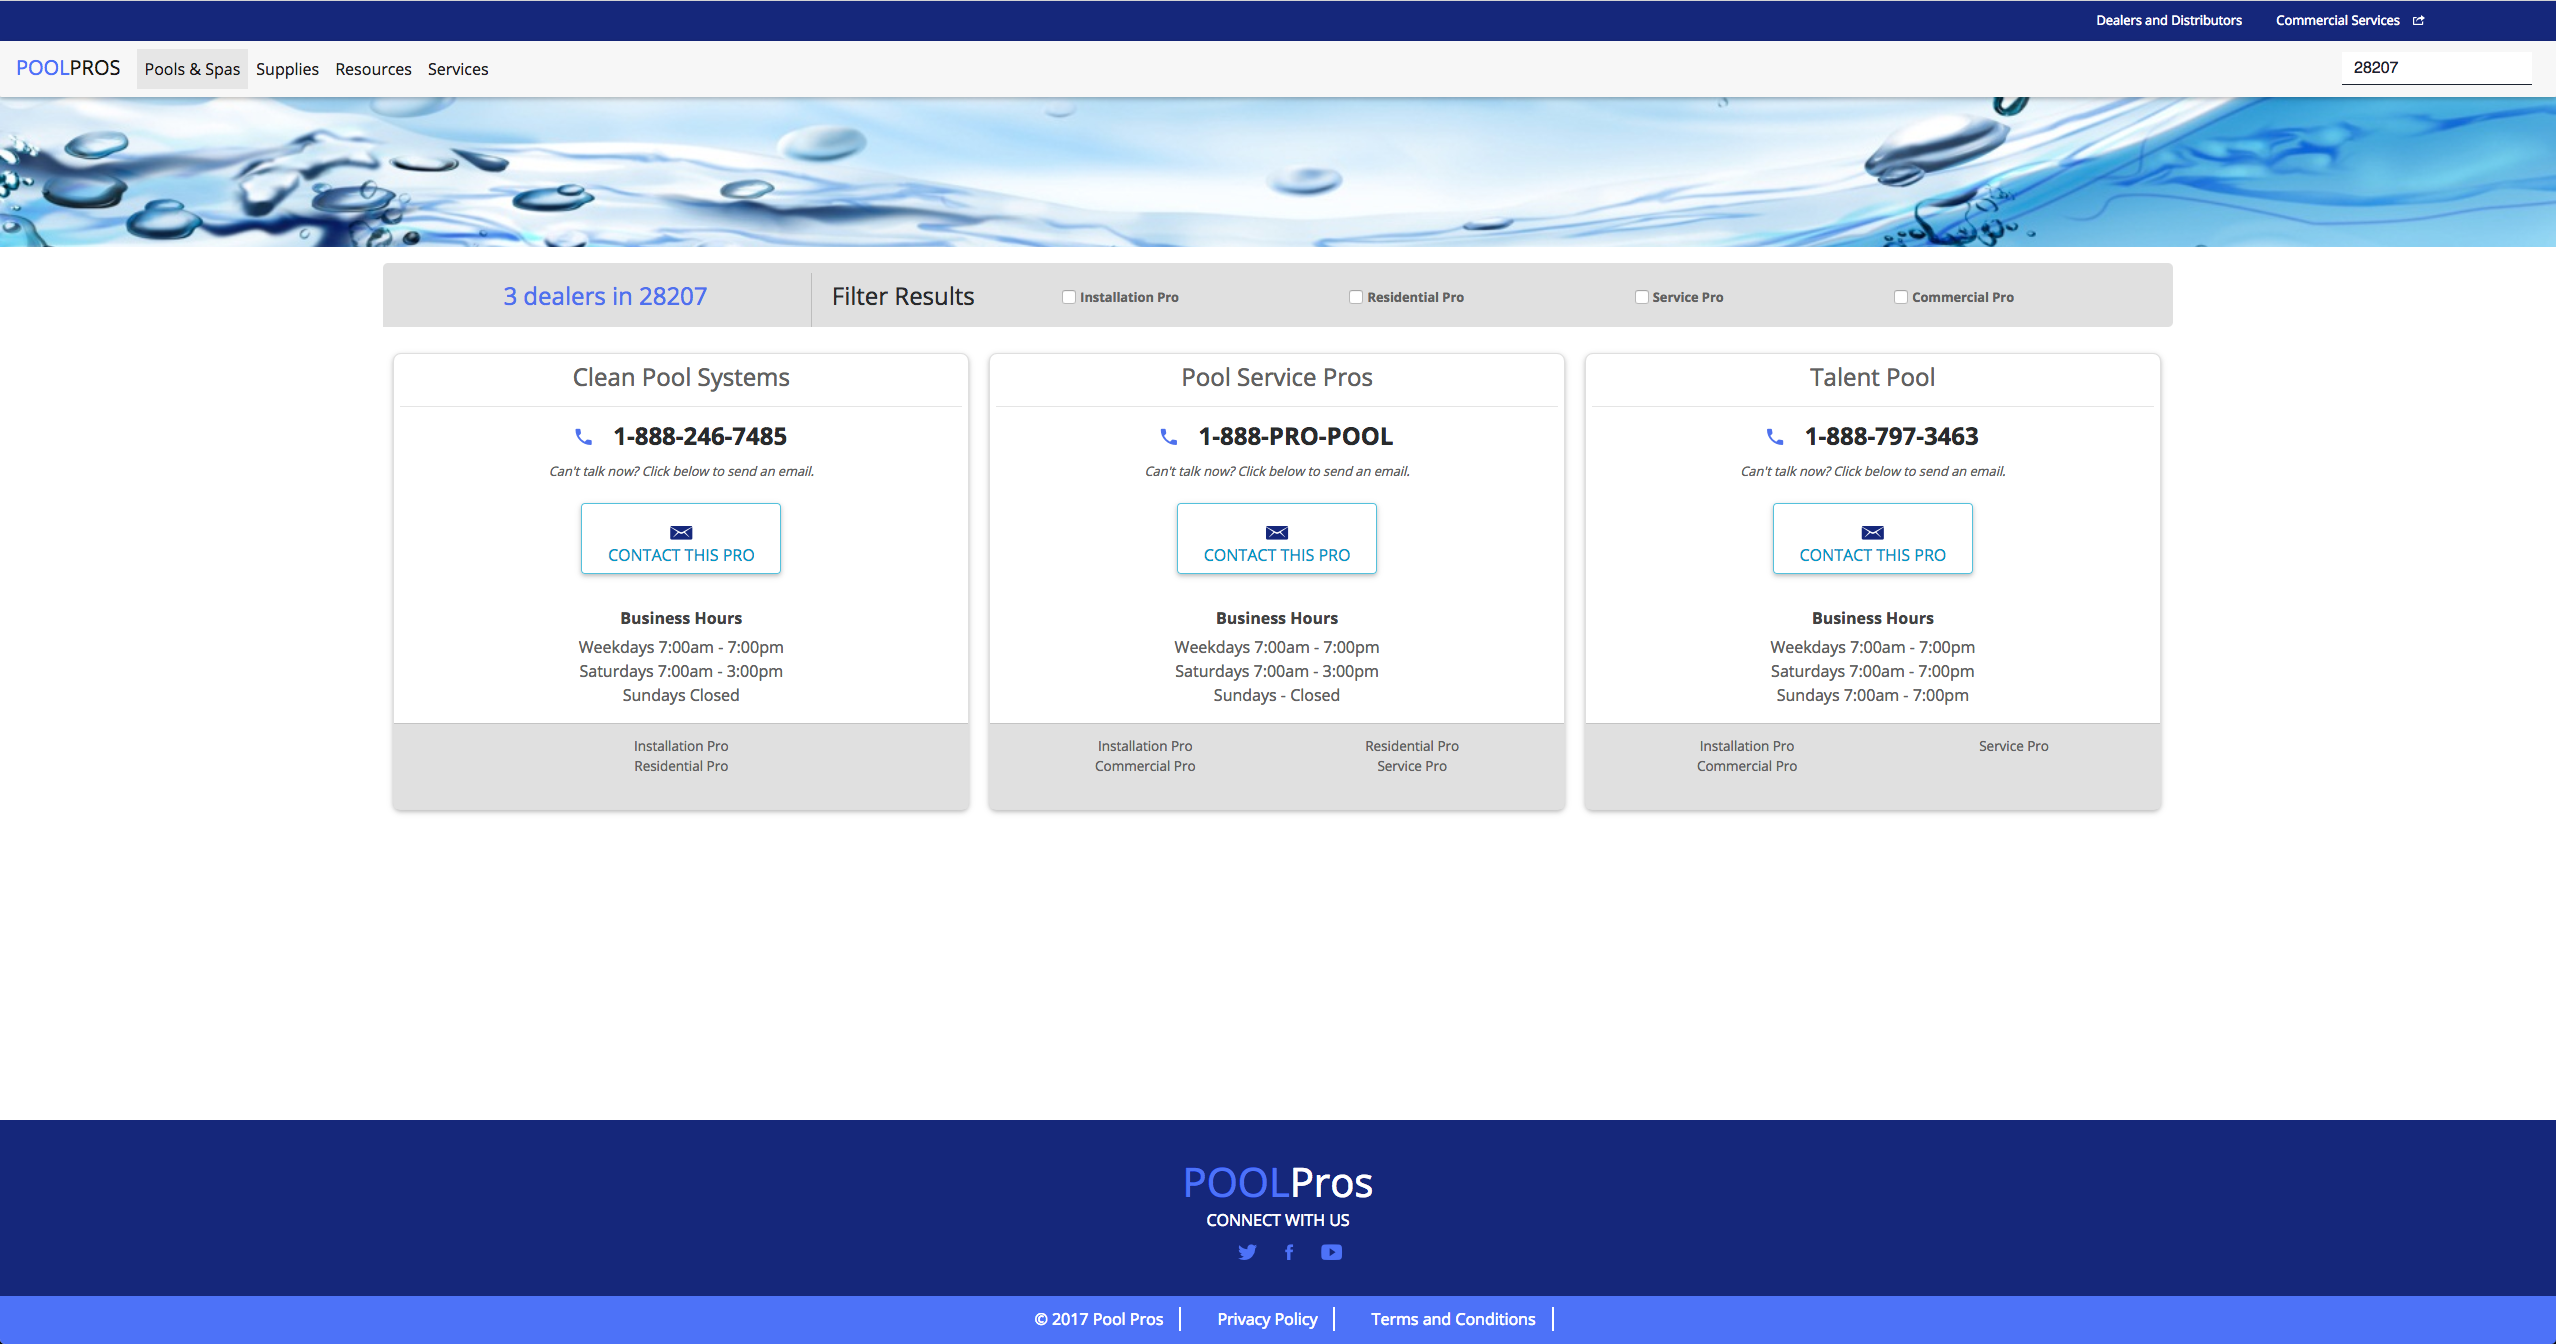 Dealers and Distributors Commercial Services
POOLPROS Pools & Spas Supplies Resources Services 28207
3 dealers in 28207 Filter Results Installation Pro Residential Pro Service Pro Commercial Pro
Clean Pool Systems
1-888-246-7485
Can't talk now? Click below to send an email.
CONTACT THIS PRO
Business Hours
Weekdays 7:00am - 7:00pm
Saturdays 7:00am - 3:00pm
Sundays Closed
Installation Pro
Residential Pro
Pool Service Pros
1-888-PRO-POOL
Can't talk now? Click below to send an email.
CONTACT THIS PRO
Business Hours
Weekdays 7:00am - 7:00pm
Saturdays 7:00am - 3:00pm
Sundays - Closed
Installation Pro Residential Pro
Commercial Pro Service Pro
Talent Pool
1-888-797-3463
Can't talk now? Click below to send an email.
CONTACT THIS PRO
Business Hours
Weekdays 7:00am - 7:00pm
Saturdays 7:00am - 7:00pm
Sundays 7:00am - 7:00pm
Installation Pro Service Pro
Commercial Pro
POOLPros
CONNECT WITH US
© 2017 Pool Pros Privacy Policy Terms and Conditions